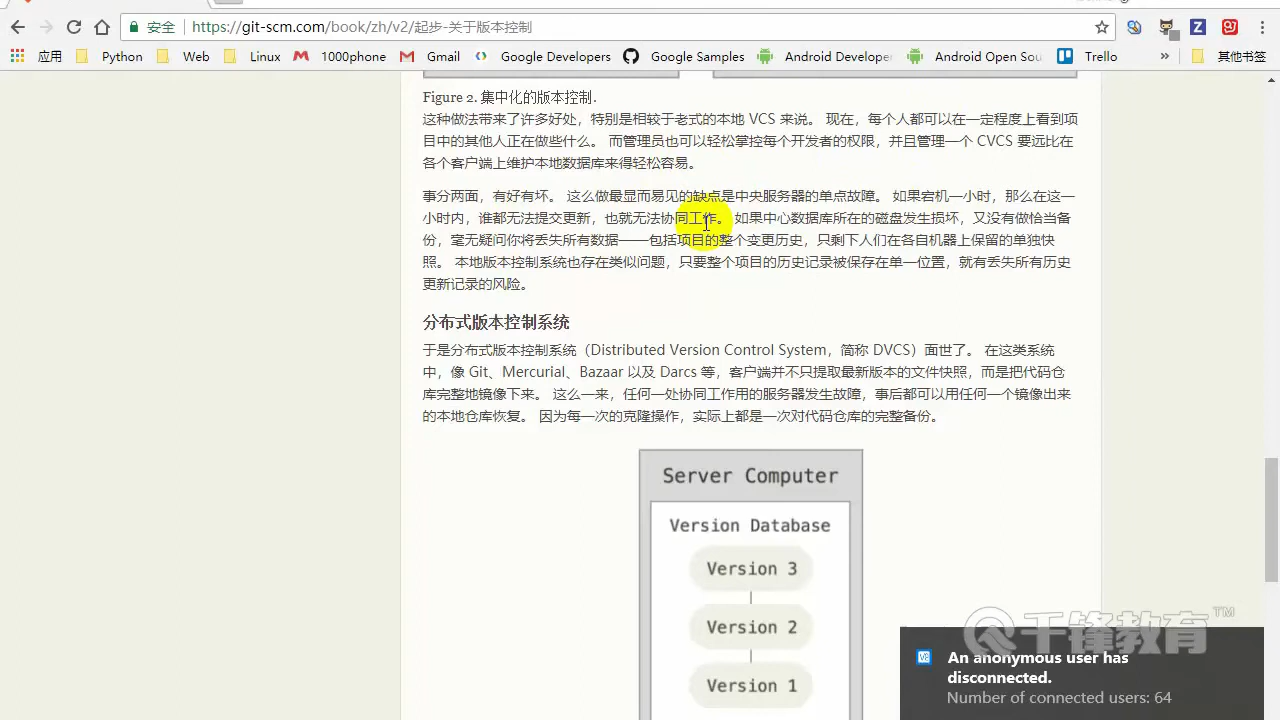 安全 https://git-scm.com/book/zh/v2/起步-关于版本控制
应用 Python Web Linux 1000phone Gmail Google Developers Google Samples Android Developer Android Open Sou Trello » 其他书签
Figure 2. 集中化的版本控制.
这种做法带来了许多好处，特别是相较于老式的本地 VCS 来说。 现在，每个人都可以在一定程度上看到项
目中的其他人正在做些什么。 而管理员也可以轻松掌控每个开发者的权限，并且管理一个 CVCS 要远比在
各个客户端上维护本地数据库来得轻松容易。
事分两面，有好有坏。 这么做最显而易见的缺点是中央服务器的单点故障。 如果宕机一小时，那么在这一
小时内，谁都无法提交更新，也就无法协同工作。 如果中心数据库所在的磁盘发生损坏，又没有做恰当备
份，毫无疑问你将丢失所有数据——包括项目的整个变更历史，只剩下人们在各自机器上保留的单独快
照。 本地版本控制系统也存在类似问题，只要整个项目的历史记录被保存在单一位置，就有丢失所有历史
更新记录的风险。
分布式版本控制系统
于是分布式版本控制系统（Distributed Version Control System，简称 DVCS）面世了。 在这类系统
中，像 Git、Mercurial、Bazaar 以及 Darcs 等，客户端并不只提取最新版本的文件快照，而是把代码仓
库完整地镜像下来。 这么一来，任何一处协同工作用的服务器发生故障，事后都可以用任何一个镜像出来
的本地仓库恢复。 因为每一次的克隆操作，实际上都是一次对代码仓库的完整备份。
Server Computer
Version Database
Version 3
Version 2
Version 1
千锋教育™
An anonymous user has
disconnected.
Number of connected users: 64